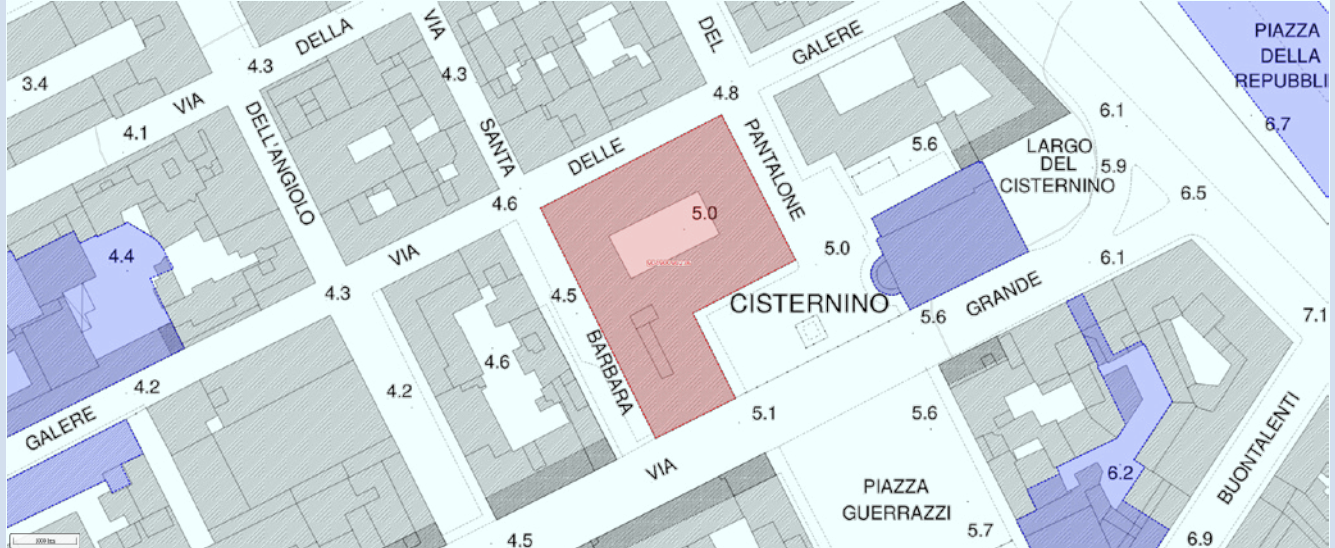 PIAZZA
DELLA
REPUBBLI
6.7
VIA
DELLA
VIA
DEL
GALERE
3.4
4.3
4.3
4.8
6.1
VIA
4.1
DELL'ANGIOLO
SANTA
DELLE
PANTALONE
5.6
LARGO
DEL
CISTERNINO
5.9
6.5
4.6
5.0
4.4
VIA
5.0
6.1
4.3
4.5
CISTERNINO
GRANDE
5.6
7.1
BARBARA
4.6
4.2
4.2
5.1
5.6
GALERE
VIA
PIAZZA
GUERRAZZI
6.2
BUONTALENTI
4.5
5.7
6.9